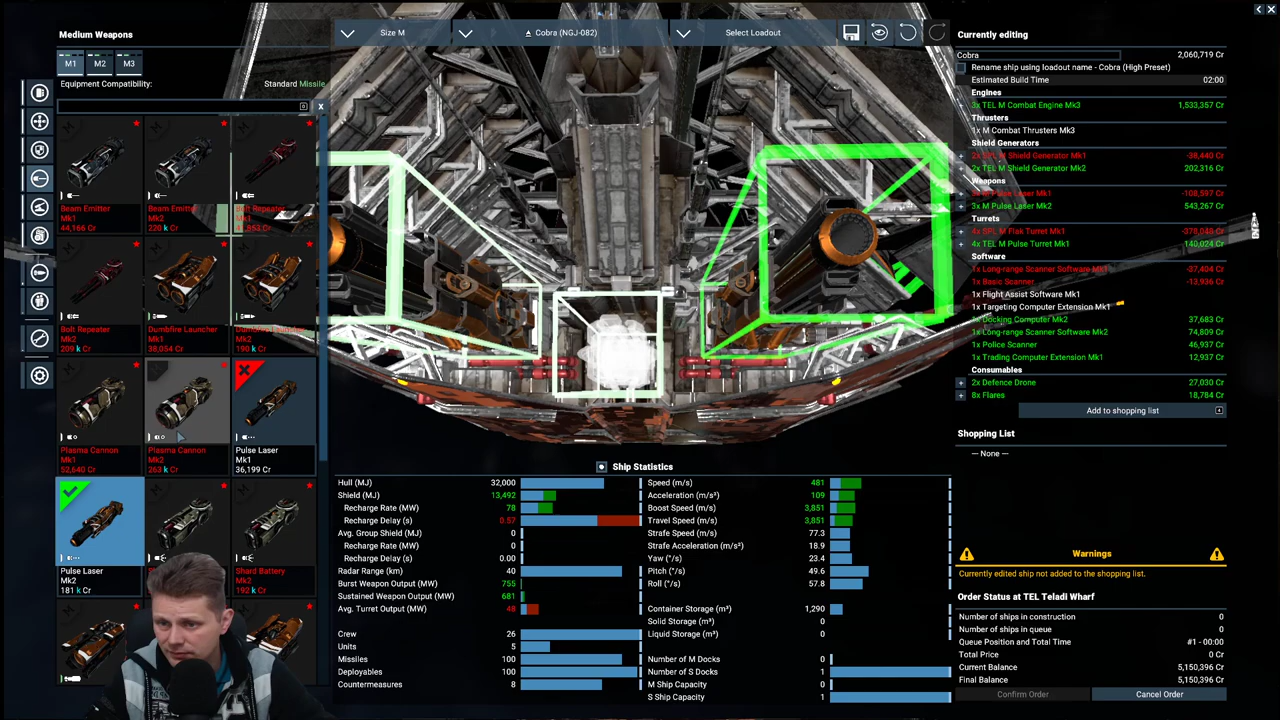 Medium Weapons
M1 M2 M3
Equipment Compatibility: Standard Missile
Beam Emitter Mk1
44,166 Cr
Mk2
220 k Cr
Bolt Repeater Mk2
209 k Cr
Dumbfire Launcher Mk1
38,054 Cr
Mk2
190 k Cr
Plasma Cannon Mk1
52,640 Cr
Plasma Cannon Mk2
263 k Cr
Pulse Laser Mk1
36,199 Cr
Pulse Laser Mk2
181 k Cr
Shard Battery Mk2
192 k Cr
Size M
Cobra (NGJ-082)
Select Loadout
Ship Statistics
Hull (MJ) 32,000
Shield (MJ) 13,492
Recharge Rate (MW) 78
Recharge Delay (s) 0.57
Avg. Group Shield (MJ) 0
Recharge Rate (MW) 0
Recharge Delay (s) 0.00
Radar Range (km) 40
Burst Weapon Output (MW) 755
Sustained Weapon Output (MW) 681
Avg. Turret Output (MW) 48
Crew 26
Units 5
Missiles 100
Deployables 100
Countermeasures 8
Speed (m/s) 481
Acceleration (m/s²) 109
Boost Speed (m/s) 3,851
Travel Speed (m/s) 3,851
Strafe Speed (m/s) 77.3
Strafe Acceleration (m/s²) 18.9
Yaw (°/s) 23.4
Pitch (°/s) 49.6
Roll (°/s) 57.8
Container Storage (m³) 1,290
Solid Storage (m³) 0
Liquid Storage (m³) 0
Number of M Docks 0
Number of S Docks 1
M Ship Capacity 0
S Ship Capacity 1
Currently editing
Cobra 2,060,719 Cr
Rename ship using loadout name - Cobra (High Preset)
Estimated Build Time 02:00
Engines
3x TEL M Combat Engine Mk3 1,533,357 Cr
Thrusters
1x M Combat Thrusters Mk3
Shield Generators
2x SPL M Shield Generator Mk1 -38,440 Cr
2x TEL M Shield Generator Mk2 202,316 Cr
Weapons
3x M Pulse Laser Mk1 -108,597 Cr
3x M Pulse Laser Mk2 543,267 Cr
Turrets
4x SPL M Flak Turret Mk1 -378,048 Cr
4x TEL M Pulse Turret Mk1 140,024 Cr
Software
1x Long-range Scanner Software Mk1 -37,404 Cr
1x Basic Scanner -12,936 Cr
1x Flight Assist Software Mk1
1x Targeting Computer Extension Mk1
1x Docking Computer Mk2 37,683 Cr
1x Long-range Scanner Software Mk2 74,809 Cr
1x Police Scanner 46,937 Cr
1x Trading Computer Extension Mk1 12,937 Cr
Consumables
2x Defence Drone 27,030 Cr
8x Flares 18,784 Cr
Add to shopping list
Shopping List
— None —
Warnings
Currently edited ship not added to the shopping list.
Order Status at TEL Teladi Wharf
Number of ships in construction 0
Number of ships in queue 0
Queue Position and Total Time #1 - 00:00
Total Price 0 Cr
Current Balance 5,150,396 Cr
Final Balance 5,150,396 Cr
Confirm Order
Cancel Order